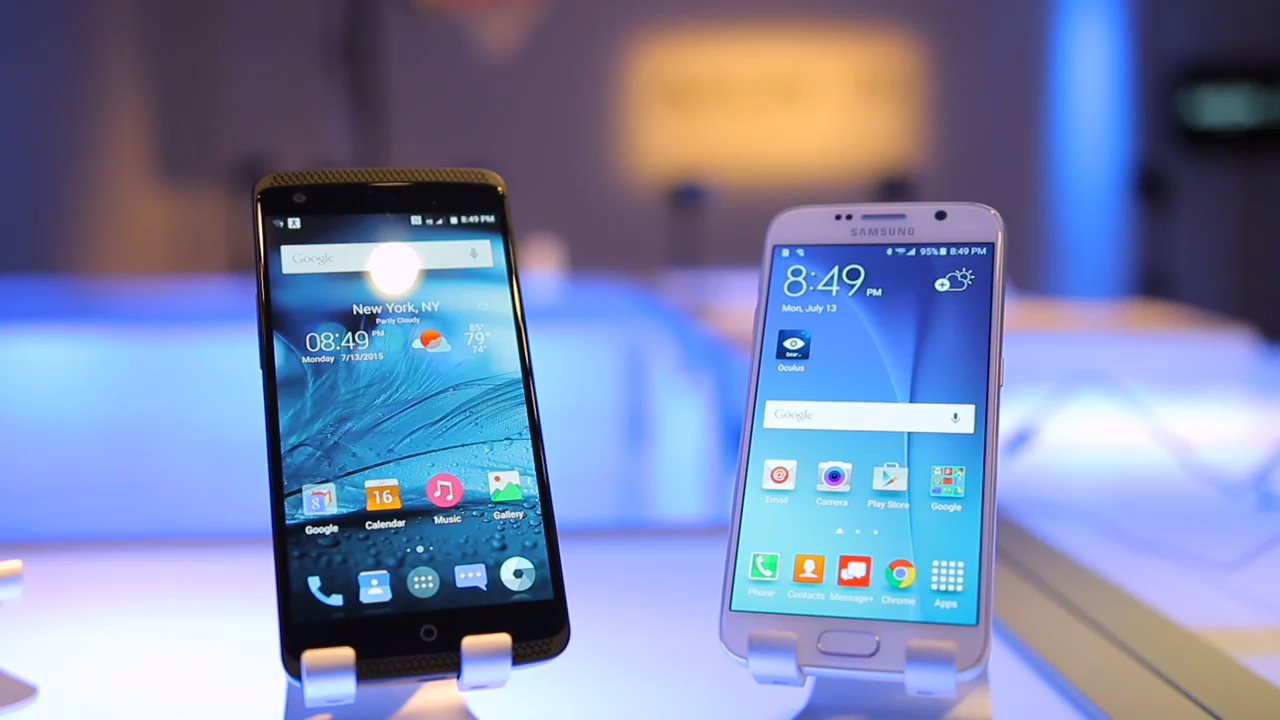 8:49 PM
Google
New York, NY
Partly Cloudy
08:49 PM
Monday 7/13/2015
85°
79°
74°
16
Google
Calendar
Music
Gallery
SAMSUNG
95% 8:49 PM
8:49 PM
Mon, July 13
Oculus
Google
Email
Camera
Play Store
Google
Phone
Contacts
Message+
Chrome
Apps